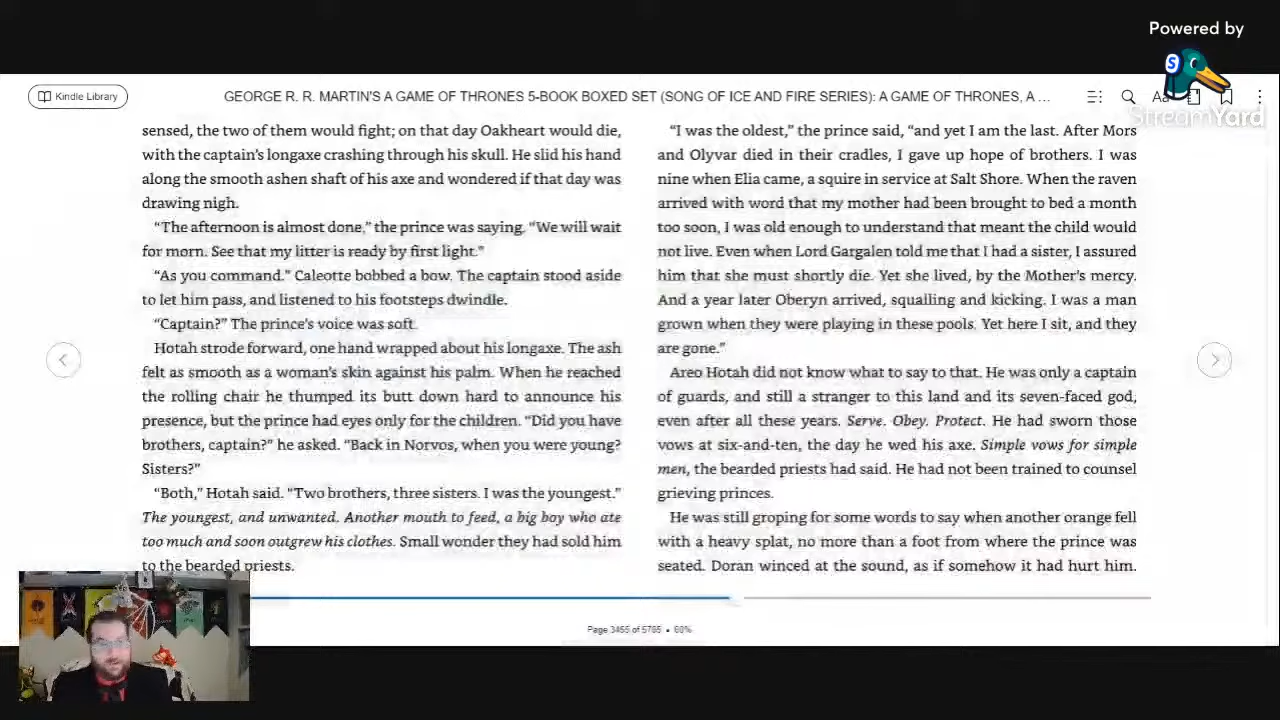 Powered by
S
StreamYard
Kindle Library
GEORGE R. R. MARTIN'S A GAME OF THRONES 5-BOOK BOXED SET (SONG OF ICE AND FIRE SERIES): A GAME OF THRONES, A ...
Aa
sensed, the two of them would fight; on that day Oakheart would die,
with the captain's longaxe crashing through his skull. He slid his hand
along the smooth ashen shaft of his axe and wondered if that day was
drawing nigh.
“The afternoon is almost done,” the prince was saying. “We will wait
for morn. See that my litter is ready by first light.”
“As you command.” Caleotte bobbed a bow. The captain stood aside
to let him pass, and listened to his footsteps dwindle.
“Captain?” The prince's voice was soft.
Hotah strode forward, one hand wrapped about his longaxe. The ash
felt as smooth as a woman's skin against his palm. When he reached
the rolling chair he thumped its butt down hard to announce his
presence, but the prince had eyes only for the children. “Did you have
brothers, captain?” he asked. “Back in Norvos, when you were young?
Sisters?”
“Both,” Hotah said. “Two brothers, three sisters. I was the youngest.”
The youngest, and unwanted. Another mouth to feed, a big boy who ate
too much and soon outgrew his clothes. Small wonder they had sold him
to the bearded priests.
“I was the oldest,” the prince said, “and yet I am the last. After Mors
and Olyvar died in their cradles, I gave up hope of brothers. I was
nine when Elia came, a squire in service at Salt Shore. When the raven
arrived with word that my mother had been brought to bed a month
too soon, I was old enough to understand that meant the child would
not live. Even when Lord Gargalen told me that I had a sister, I assured
him that she must shortly die. Yet she lived, by the Mother's mercy.
And a year later Oberyn arrived, squalling and kicking. I was a man
grown when they were playing in these pools. Yet here I sit, and they
are gone.”
Areo Hotah did not know what to say to that. He was only a captain
of guards, and still a stranger to this land and its seven-faced god,
even after all these years. Serve. Obey. Protect. He had sworn those
vows at six-and-ten, the day he wed his axe. Simple vows for simple
men, the bearded priests had said. He had not been trained to counsel
grieving princes.
He was still groping for some words to say when another orange fell
with a heavy splat, no more than a foot from where the prince was
seated. Doran winced at the sound, as if somehow it had hurt him.
Page 3455 of 5785 • 60%